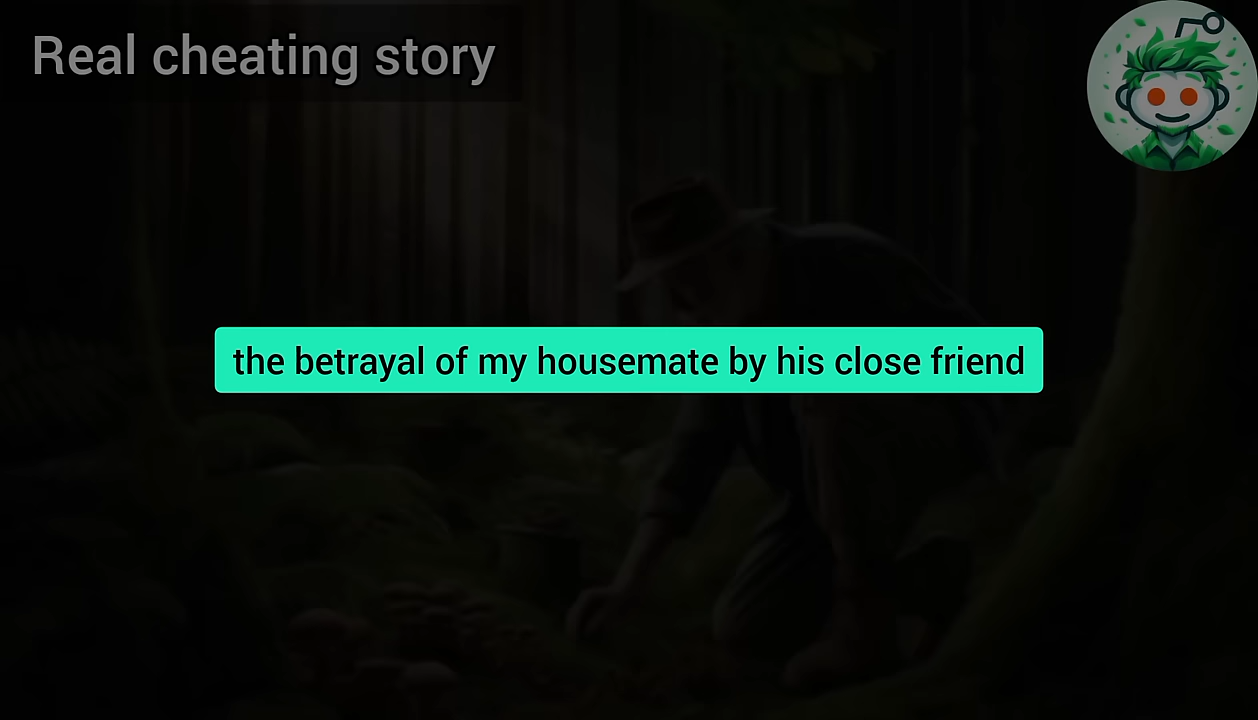 Real cheating story
the betrayal of my housemate by his close friend